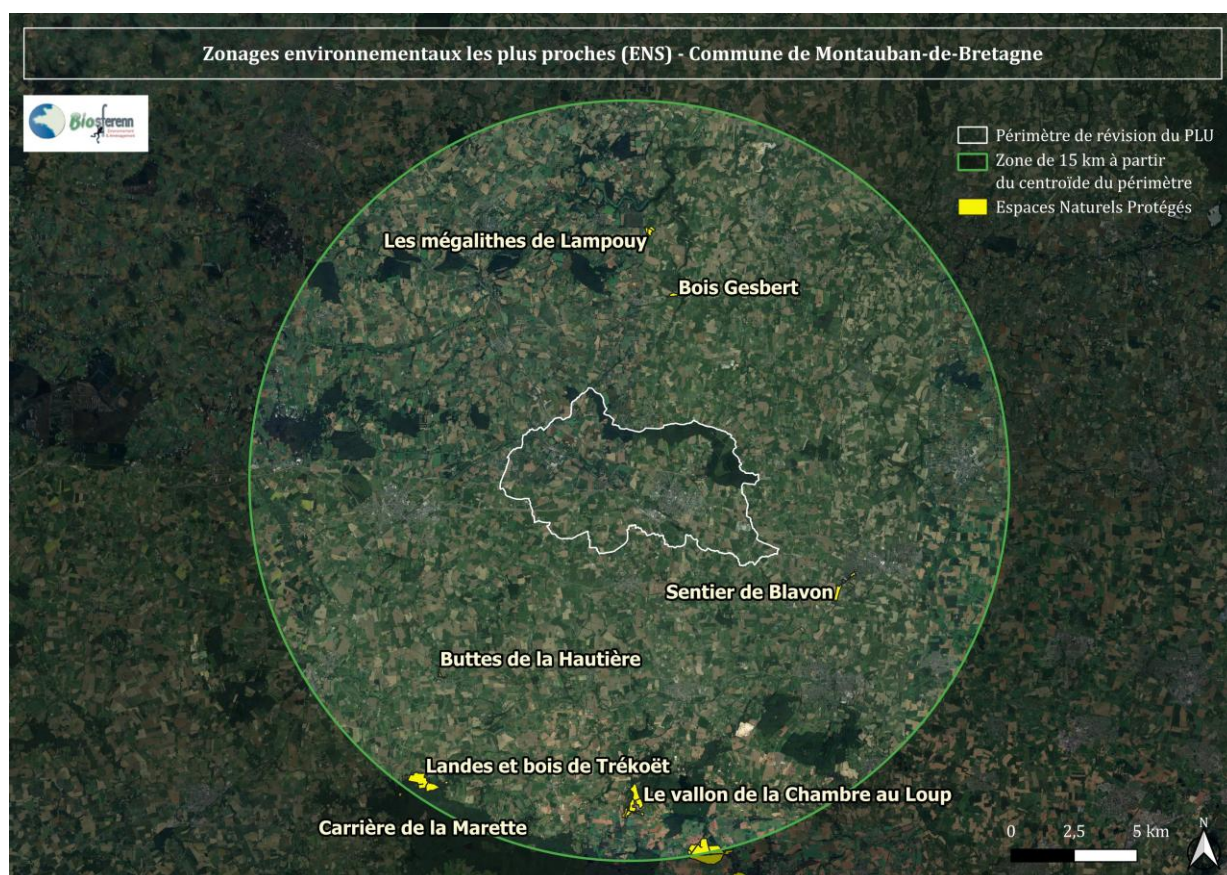 Zonages environnementaux les plus proches (ENS) - Commune de Montauban-de-Bretagne
Biosferenn
Environnement & Aménagement
Périmètre de révision du PLU
Zone de 15 km à partir
du centroïde du périmètre
Espaces Naturels Protégés
Les mégalithes de Lampouy
Bois Gesbert
Sentier de Blavon
Buttes de la Hautière
Landes et bois de Trékoët
Le vallon de la Chambre au Loup
Carrière de la Marette
0 2,5 5 km
N